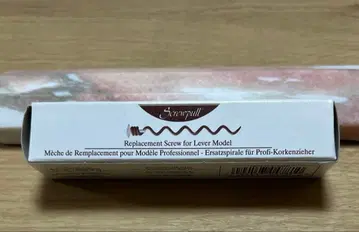 Screwpull
Replacement Screw for Lever Model
Mèche de Remplacement pour Modèle Professionnel - Ersatzspirale für Profi-Korkenzieher